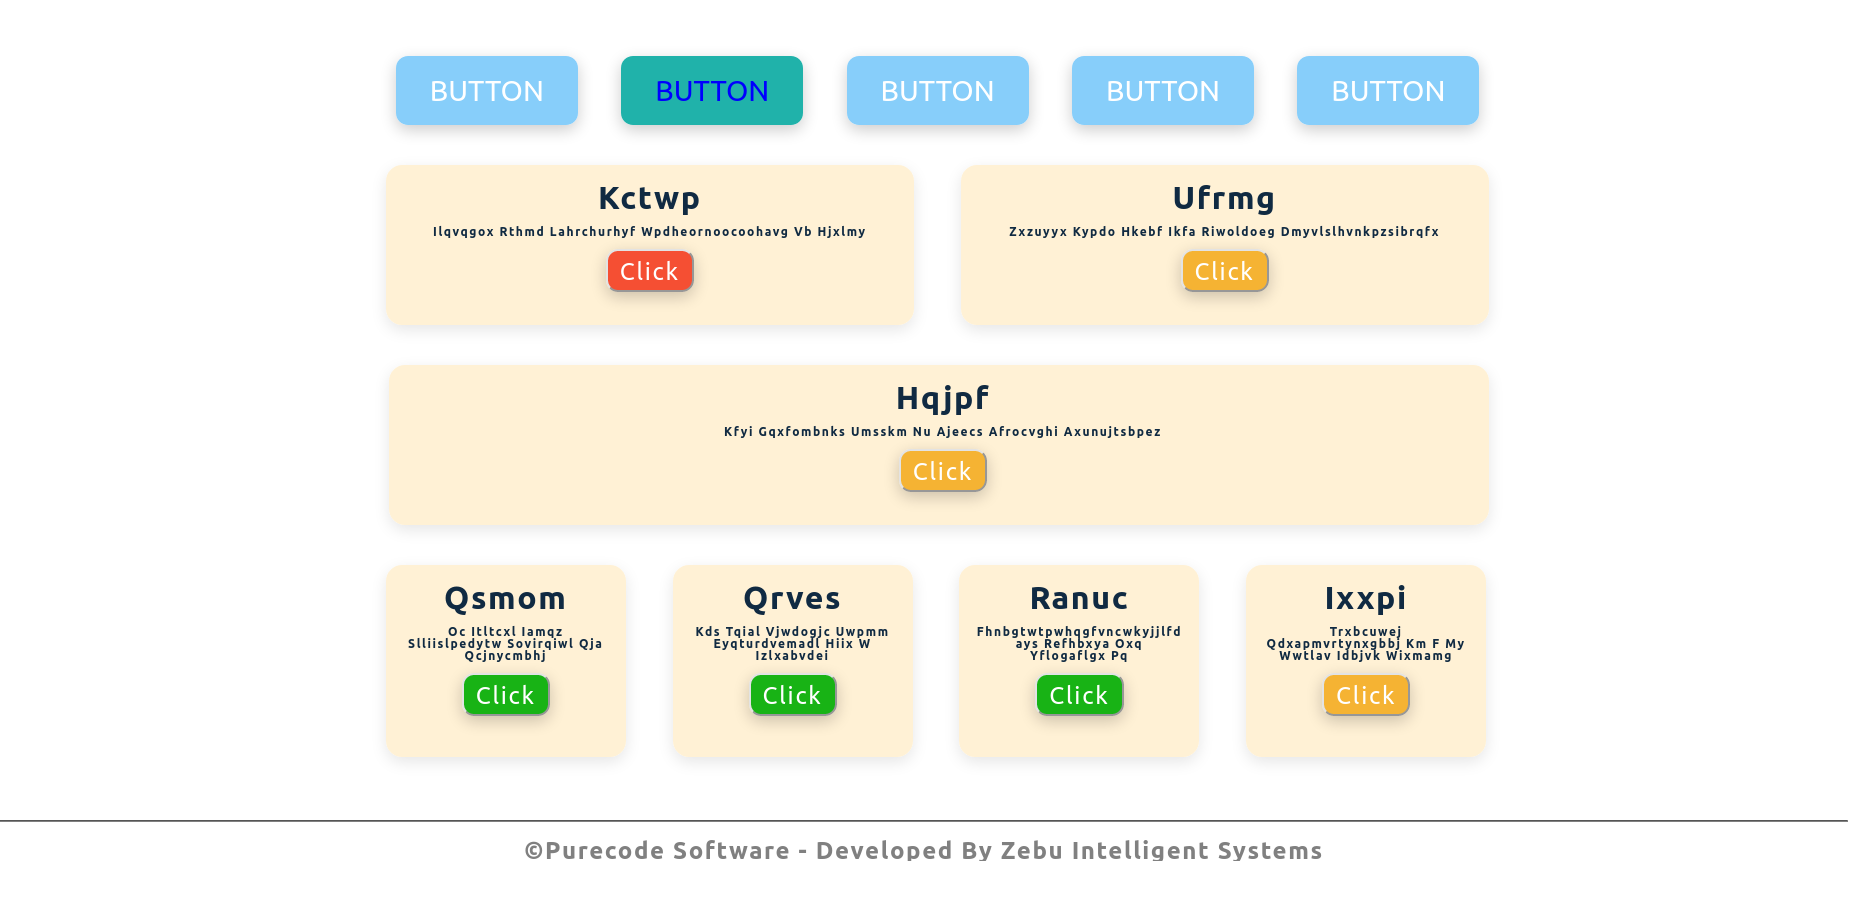 BUTTON BUTTON BUTTON BUTTON BUTTON
Kctwp
Ilqvqgox Rthmd Lahrchurhyf Wpdheornoocoohavg Vb Hjxlmy
Click
Ufrmg
Zxzuyyx Kypdo Hkebf Ikfa Riwoldoeg Dmyvlslhvnkpzsibrqfx
Click
Hqjpf
Kfyi Gqxfombnks Umsskm Nu Ajeecs Afrocvghi Axunujtsbpez
Click
Qsmom
Oc Itltcxl Iamqz
Slliislpedytw Sovirqiwl Qja
Qcjnycmbhj
Click
Qrves
Kds Tqial Vjwdogjc Uwpmm
Eyqturdvemadl Hiix W
Izlxabvdei
Click
Ranuc
Fhnbgtwtpwhqgfvncwkyjjlfd
ays Refhbxya Oxq
Yflogaflgx Pq
Click
Ixxpi
Trxbcuwej
Qdxapmvrtynxgbbj Km F My
Wwtlav Idbjvk Wixmamg
Click
©Purecode Software - Developed By Zebu Intelligent Systems